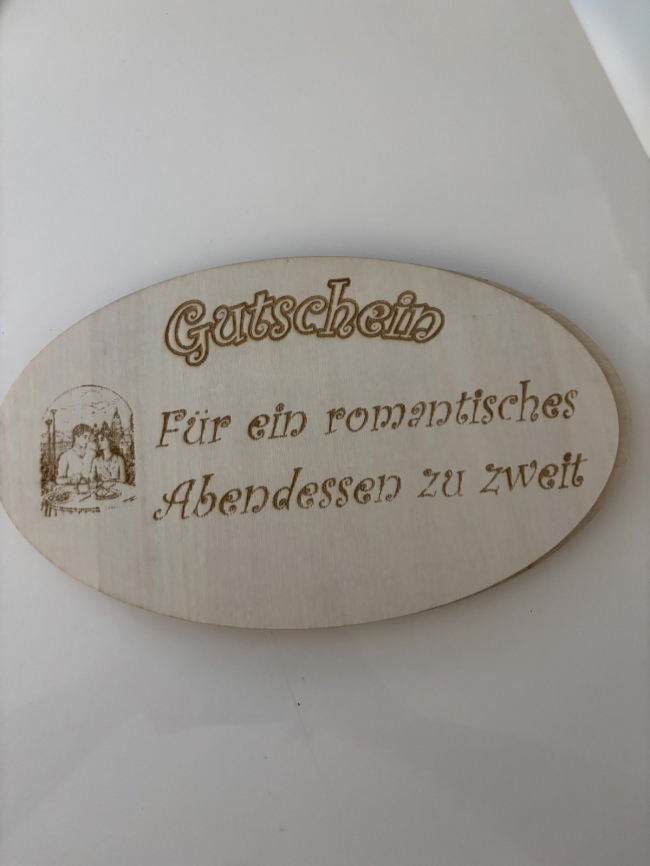 Gutschein
Für ein romantisches
Abendessen zu zweit